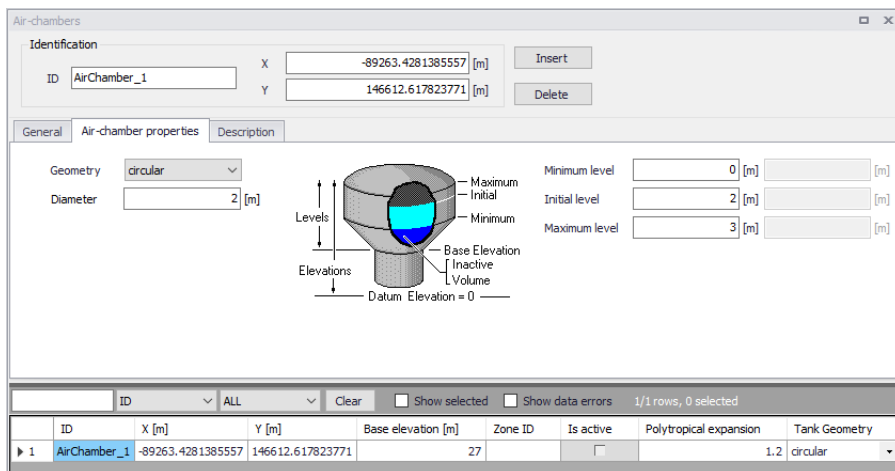 Air-chambers
Identification
ID AirChamber_1
X -89263.4281385557 [m]
Y 146612.617823771 [m]
Insert
Delete
General Air-chamber properties Description
Geometry circular
Diameter 2 [m]
Levels
Elevations
Maximum
Initial
Minimum
Base Elevation
Inactive
Volume
Datum Elevation = 0
Minimum level 0 [m] [m]
Initial level 2 [m] [m]
Maximum level 3 [m] [m]
ID ALL Clear Show selected Show data errors 1/1 rows, 0 selected
ID X [m] Y [m] Base elevation [m] Zone ID Is active Polytropical expansion Tank Geometry
1 AirChamber_1 -89263.4281385557 146612.617823771 27 1.2 circular